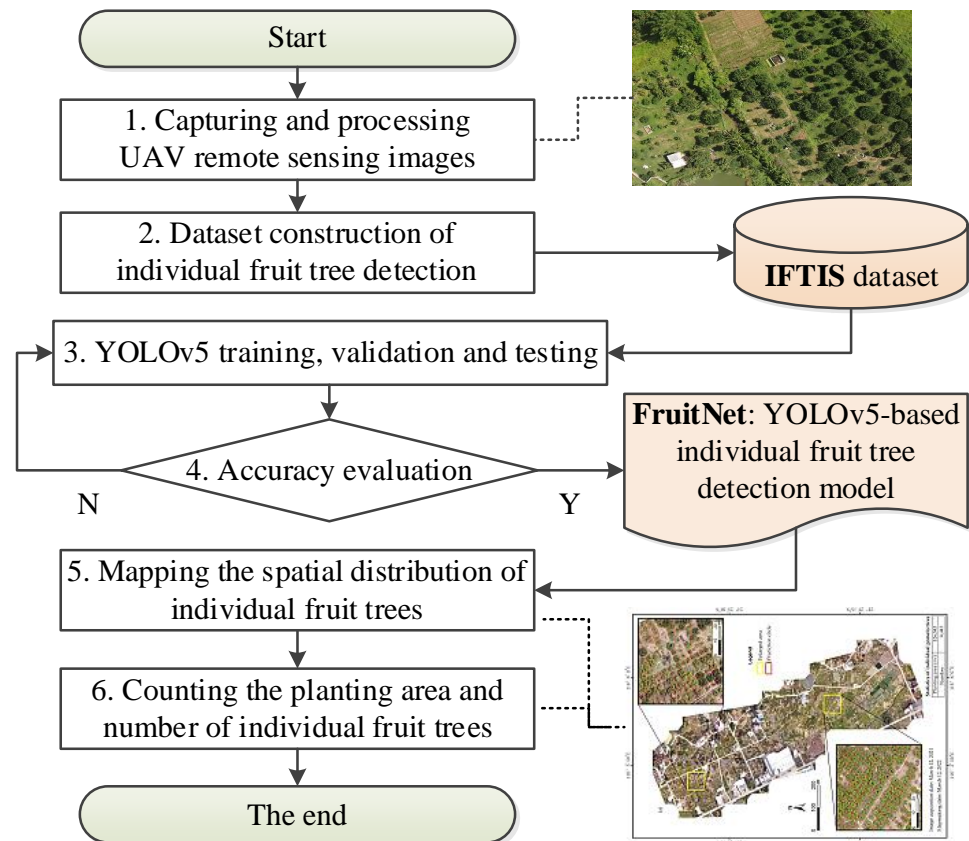 Start
1. Capturing and processing
UAV remote sensing images
2. Dataset construction of
individual fruit tree detection
IFTIS dataset
3. YOLOv5 training, validation and testing
4. Accuracy evaluation
N
Y
FruitNet: YOLOv5-based
individual fruit tree
detection model
5. Mapping the spatial distribution of
individual fruit trees
6. Counting the planting area and
number of individual fruit trees
The end
Legend